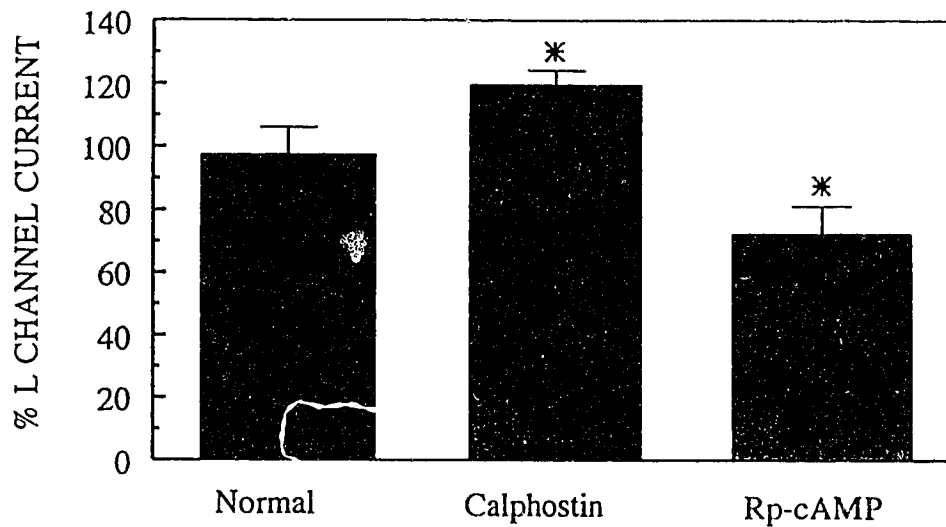 % L CHANNEL CURRENT
140
120
100
80
60
40
20
0
*
*
Normal
Calphostin
Rp-cAMP